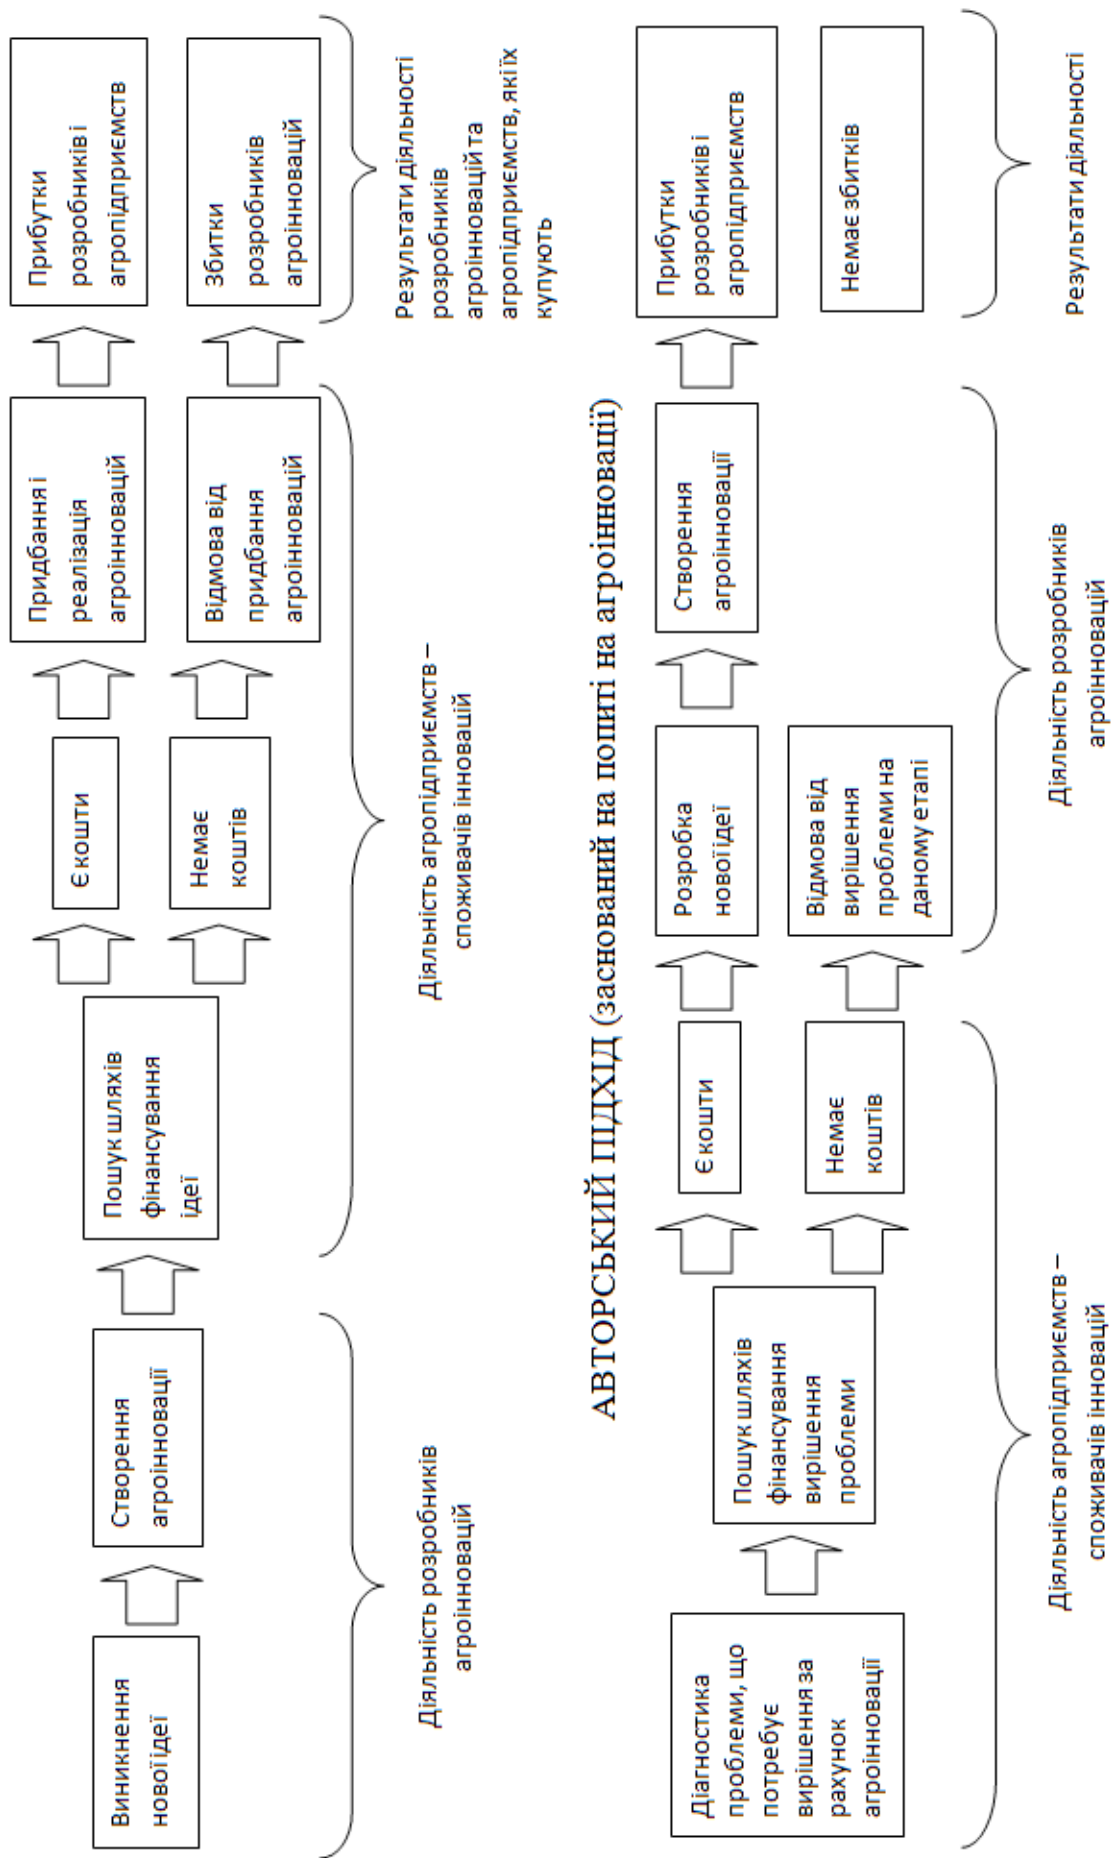 Виникнення
нової ідеї
Створення
агроінновації
Пошук шляхів
фінансування
ідеї
Є кошти
Немає
коштів
Придбання і
реалізація
агроінновацій
Відмова від
придбання
агроінновацій
Прибутки
розробників і
агропідприємств
Збитки
розробників
агроінновацій
Діяльність розробників
агроінновацій
Діяльність агропідприємств –
споживачів інновацій
Результати діяльності
розробників
агроінновацій та
агропідприємств, які їх
купують
АВТОРСЬКИЙ ПІДХІД (заснований на попиті на агроінновації)
Діагностика
проблеми, що
потребує
вирішення за
рахунок
агроінновації
Пошук шляхів
фінансування
вирішення
проблеми
Є кошти
Немає
коштів
Розробка
нової ідеї
Відмова від
вирішення
проблеми на
даному етапі
Створення
агроінновації
Прибутки
розробників і
агропідприємств
Немає збитків
Діяльність агропідприємств –
споживачів інновацій
Діяльність розробників
агроінновацій
Результати діяльності